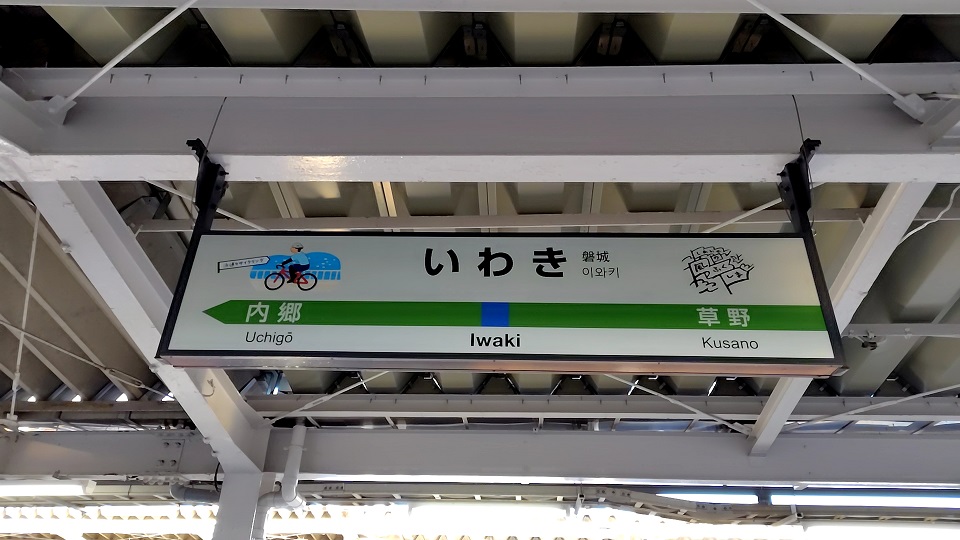 いわき
磐城
이와키
内郷
草野
Uchigō
Iwaki
Kusano